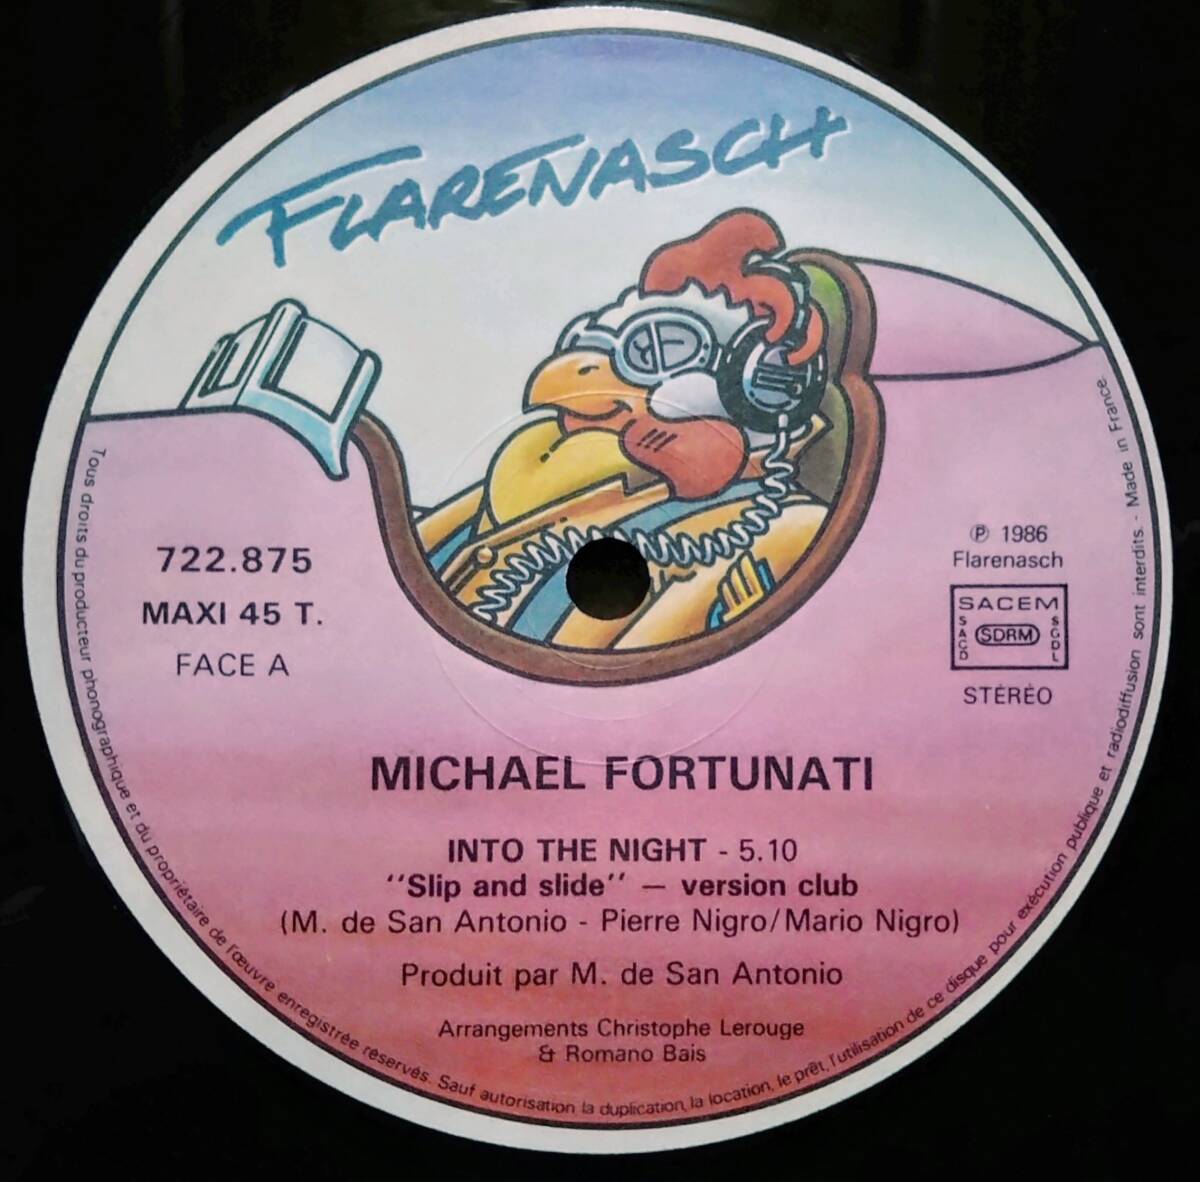 FLARENASCH
722.875
MAXI 45 T.
FACE A
℗ 1986
Flarenasch
SACEM
SACD
SDRM
SGDL
STÉRÉO
MICHAEL FORTUNATI
INTO THE NIGHT - 5.10
"Slip and slide" — version club
(M. de San Antonio - Pierre Nigro/Mario Nigro)
Produit par M. de San Antonio
Arrangements Christophe Lerouge
& Romano Bais
Tous droits du producteur phonographique et du propriétaire de l'œuvre enregistrée réservés. Sauf autorisation la duplication, la location, le prêt, l'utilisation de ce disque pour exécution publique et radiodiffusion sont interdits. - Made in France.